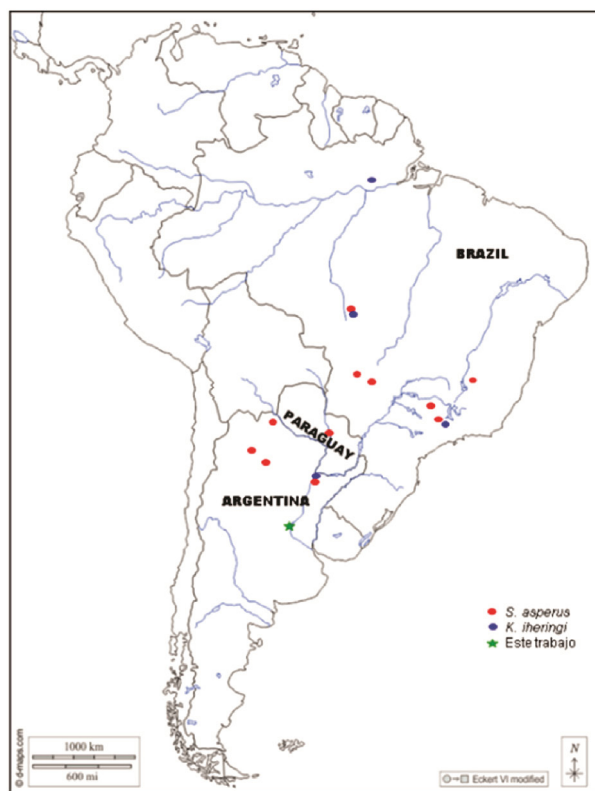 BRAZIL
PARAGUAY
ARGENTINA
S. asperus
K. iheringi
Este trabajo
1000 km
600 mi
© d-maps.com
Eckert VI modified
N